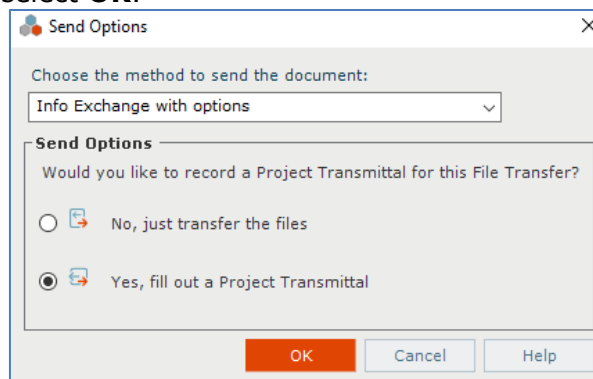 select OK.
Send Options
Choose the method to send the document:
Info Exchange with options
Send Options
Would you like to record a Project Transmittal for this File Transfer?
No, just transfer the files
Yes, fill out a Project Transmittal
OK Cancel Help